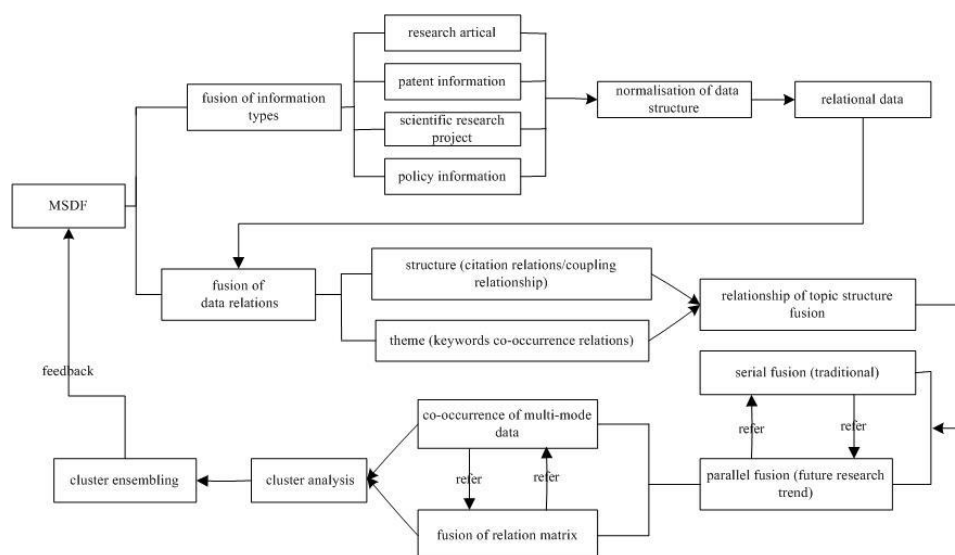 research artical
patent information
fusion of information
types
scientific research
project
policy information
normalisation of data
structure
relational data
MSDF
fusion of
data relations
structure (citation relations/coupling
relationship)
theme (keywords co-occurrence relations)
relationship of topic structure
fusion
serial fusion (traditional)
refer
refer
parallel fusion (future research
trend)
co-occurrence of multi-mode
data
refer
refer
fusion of relation matrix
cluster analysis
cluster ensembling
feedback